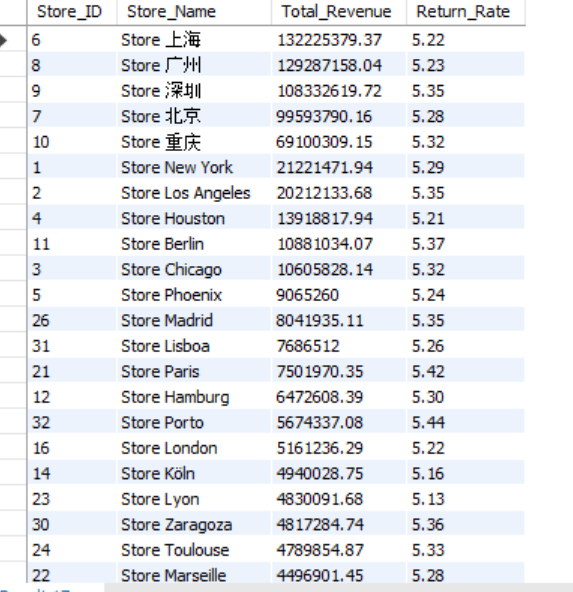 Store_ID Store_Name Total_Revenue Return_Rate
6 Store 上海 132225379.37 5.22
8 Store 广州 129287158.04 5.23
9 Store 深圳 108332619.72 5.35
7 Store 北京 99593790.16 5.28
10 Store 重庆 69100309.15 5.32
1 Store New York 21221471.94 5.29
2 Store Los Angeles 20212133.68 5.35
4 Store Houston 13918817.94 5.21
11 Store Berlin 10881034.07 5.37
3 Store Chicago 10605828.14 5.32
5 Store Phoenix 9065260 5.24
26 Store Madrid 8041935.11 5.35
31 Store Lisboa 7686512 5.26
21 Store Paris 7501970.35 5.42
12 Store Hamburg 6472608.39 5.30
32 Store Porto 5674337.08 5.44
16 Store London 5161236.29 5.22
14 Store Köln 4940028.75 5.16
23 Store Lyon 4830091.68 5.13
30 Store Zaragoza 4817284.74 5.36
24 Store Toulouse 4789854.87 5.33
22 Store Marseille 4496901.45 5.28